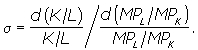 σ = d(K/L)/K/L / d(MP_L/MP_K)/MP_L/MP_K.